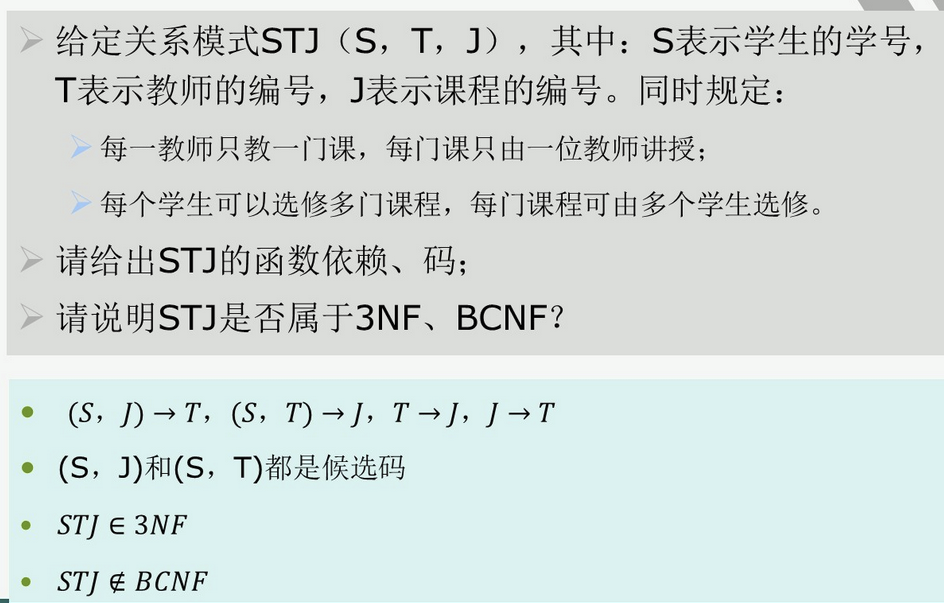 给定关系模式STJ（S，T，J），其中：S表示学生的学号，
T表示教师的编号，J表示课程的编号。同时规定：
每一教师只教一门课，每门课只由一位教师讲授；
每个学生可以选修多门课程，每门课程可由多个学生选修。
请给出STJ的函数依赖、码；
请说明STJ是否属于3NF、BCNF？
(S，J) → T，(S，T) → J，T → J，J → T
(S，J)和(S，T)都是候选码
STJ ∈ 3NF
STJ ∉ BCNF